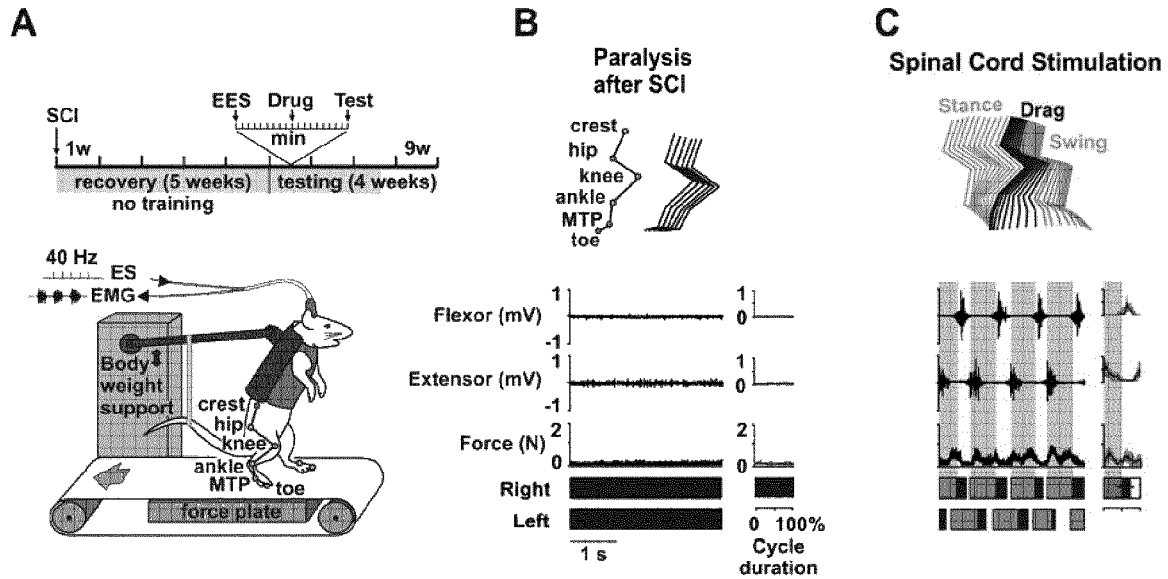 A
SCI
EES Drug Test
min
1w 9w
recovery (5 weeks) testing (4 weeks)
no training
40 Hz
ES
EMG
Body
weight
support
crest
hip
knee
ankle
MTP
toe
force plate
B
Paralysis
after SCI
crest
hip
knee
ankle
MTP
toe
Flexor (mV)
1
-1
1
0
Extensor (mV)
1
-1
1
0
Force (N)
2
0
2
0
Right
Left
1 s
0 100%
Cycle
duration
C
Spinal Cord Stimulation
Stance
Drag
Swing